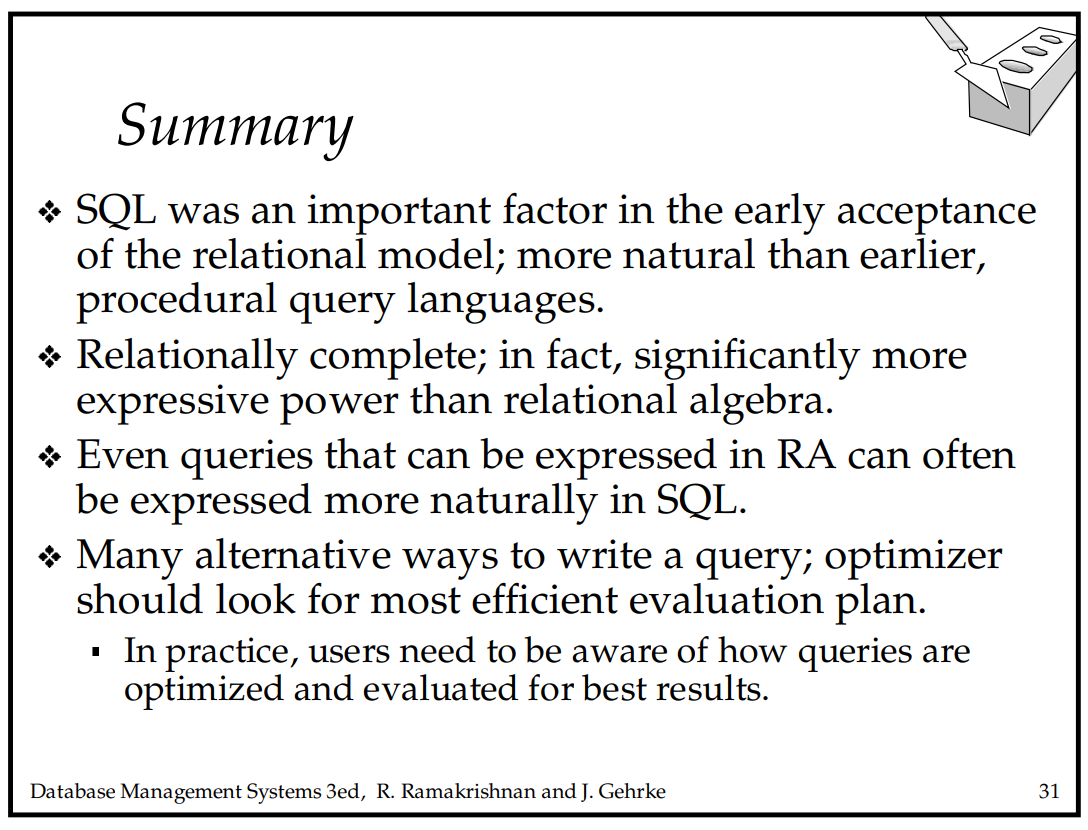 Summary
❖ SQL was an important factor in the early acceptance
of the relational model; more natural than earlier,
procedural query languages.
❖ Relationally complete; in fact, significantly more
expressive power than relational algebra.
❖ Even queries that can be expressed in RA can often
be expressed more naturally in SQL.
❖ Many alternative ways to write a query; optimizer
should look for most efficient evaluation plan.
▪ In practice, users need to be aware of how queries are
optimized and evaluated for best results.
Database Management Systems 3ed, R. Ramakrishnan and J. Gehrke 31